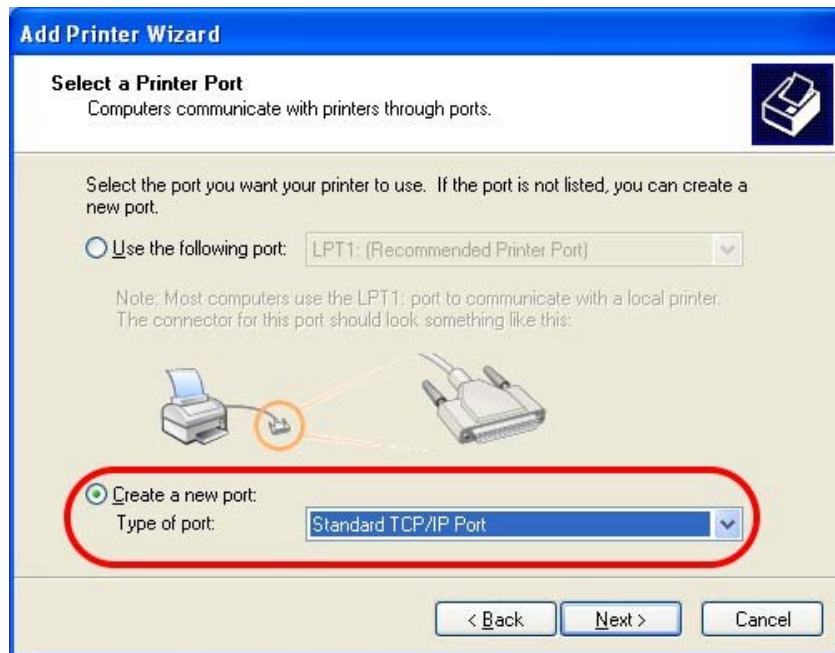 Add Printer Wizard
Select a Printer Port
Computers communicate with printers through ports.
Select the port you want your printer to use. If the port is not listed, you can create a
new port.
Use the following port: LPT1: (Recommended Printer Port)
Note: Most computers use the LPT1: port to communicate with a local printer.
The connector for this port should look something like this:
Create a new port:
Type of port: Standard TCP/IP Port
< Back Next > Cancel